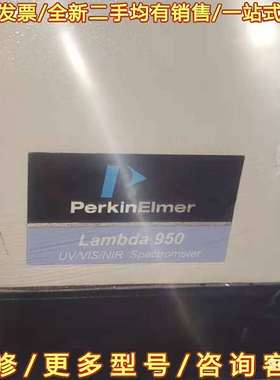 发票/全新二手均有销售/一站式
PerkinElmer
Lambda 950
UV/VIS/NIR Spectrometer
修/更多型号/咨询客